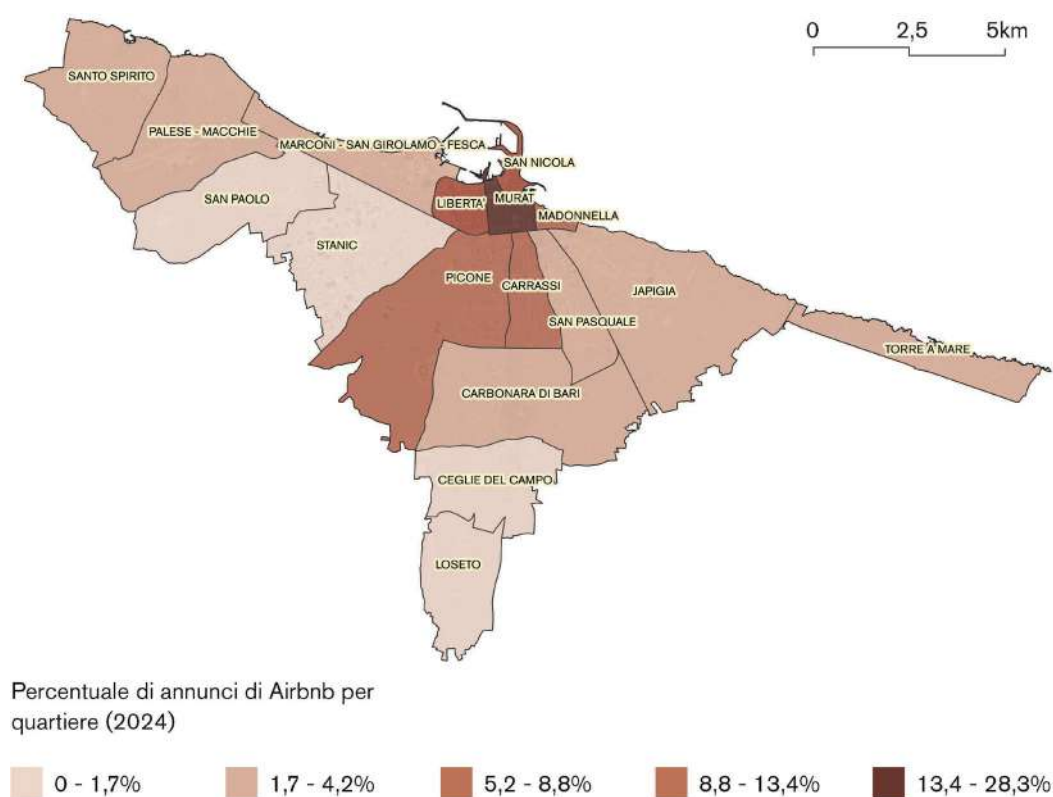 0 2,5 5km
SANTO SPIRITO
PALESE - MACCHIE
MARCONI - SAN GIROLAMO - FESCA
SAN NICOLA
SAN PAOLO
LIBERTA'
MURAT
MADONNELLA
STANIC
PICONE
CARRASSI
JAPIGIA
SAN PASQUALE
TORRE A MARE
CARBONARA DI BARI
CEGLIE DEL CAMPO
LOSETO
Percentuale di annunci di Airbnb per
quartiere (2024)
0 - 1,7% 1,7 - 4,2% 5,2 - 8,8% 8,8 - 13,4% 13,4 - 28,3%